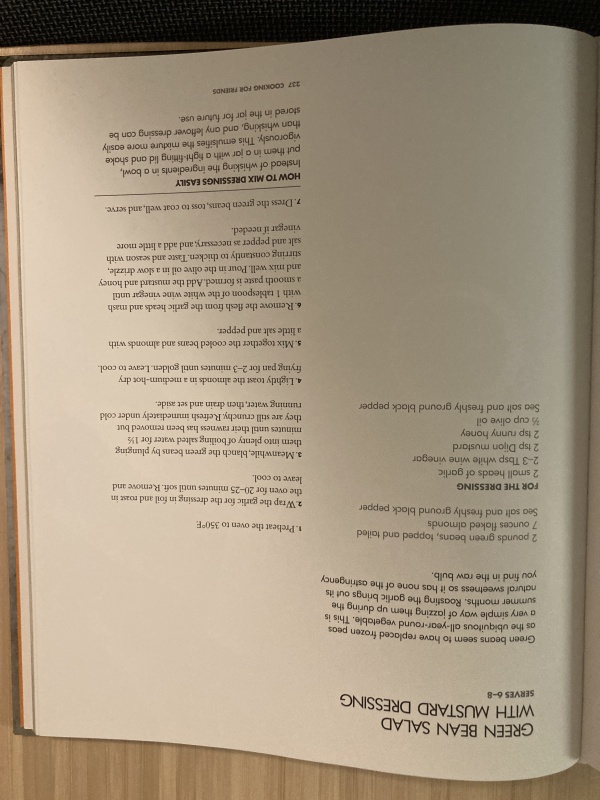 GREEN BEAN SALAD
WITH MUSTARD DRESSING
SERVES 6–8
Green beans seem to have replaced frozen peas
as the ubiquitous all-year-round vegetable. This is
a very simple way of jazzing them up during the
summer months. Roasting the garlic brings out its
natural sweetness so it has none of the astringency
you find in the raw bulb.
2 pounds green beans, topped and tailed
7 ounces flaked almonds
Sea salt and freshly ground black pepper
FOR THE DRESSING
2 small heads of garlic
2–3 Tbsp white wine vinegar
2 tsp Dijon mustard
2 tsp runny honey
cup olive oil
Sea salt and freshly ground black pepper
1. Preheat the oven to 350°F
2. Wrap the garlic for the dressing in foil and roast in
the oven for 20–25 minutes until soft. Remove and
leave to cool.
3. Meanwhile, blanch the green beans by plunging
them into plenty of boiling salted water for 1½
minutes until their rawness has been removed but
they are still crunchy. Refresh immediately under cold
running water, then drain and set aside.
4. Lightly toast the almonds in a medium-hot dry
frying pan for 2–3 minutes until golden. Leave to cool.
5. Mix together the cooled beans and almonds with
a little salt and pepper.
6. Remove the flesh from the garlic heads and mash
with 1 tablespoon of the white wine vinegar until
a smooth paste is formed. Add the mustard and honey
and mix well. Pour in the olive oil in a slow drizzle,
stirring constantly to thicken. Taste and season with
salt and pepper as necessary, and add a little more
vinegar if needed.
7. Dress the green beans, toss to coat well, and serve.
HOW TO MIX DRESSINGS EASILY
Instead of whisking the ingredients in a bowl,
put them in a jar with a tight-fitting lid and shake
vigorously. This emulsifies the mixture more easily
than whisking, and any leftover dressing can be
stored in the jar for future use.
237 COOKING FOR FRIENDS